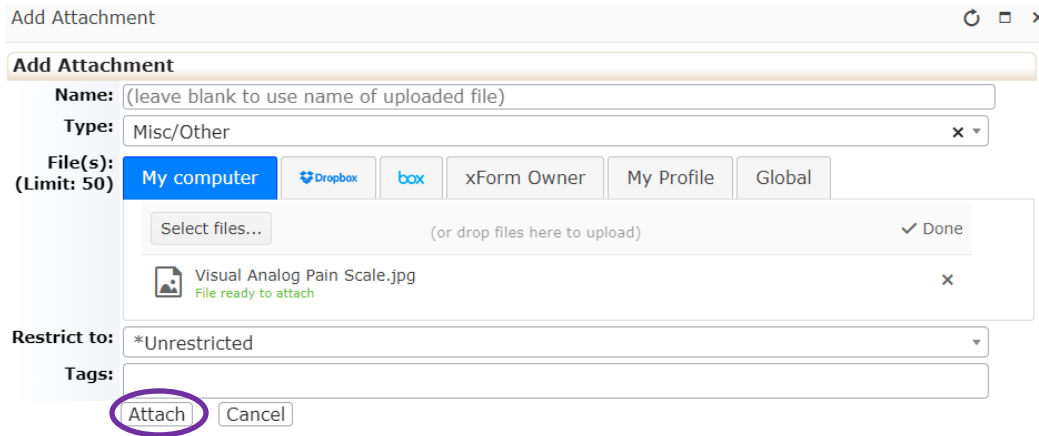 Add Attachment
Add Attachment
Name: (leave blank to use name of uploaded file)
Type: Misc/Other
File(s):
(Limit: 50)
My computer Dropbox box xForm Owner My Profile Global
Select files... (or drop files here to upload) Done
Visual Analog Pain Scale.jpg
File ready to attach
Restrict to: *Unrestricted
Tags:
Attach Cancel